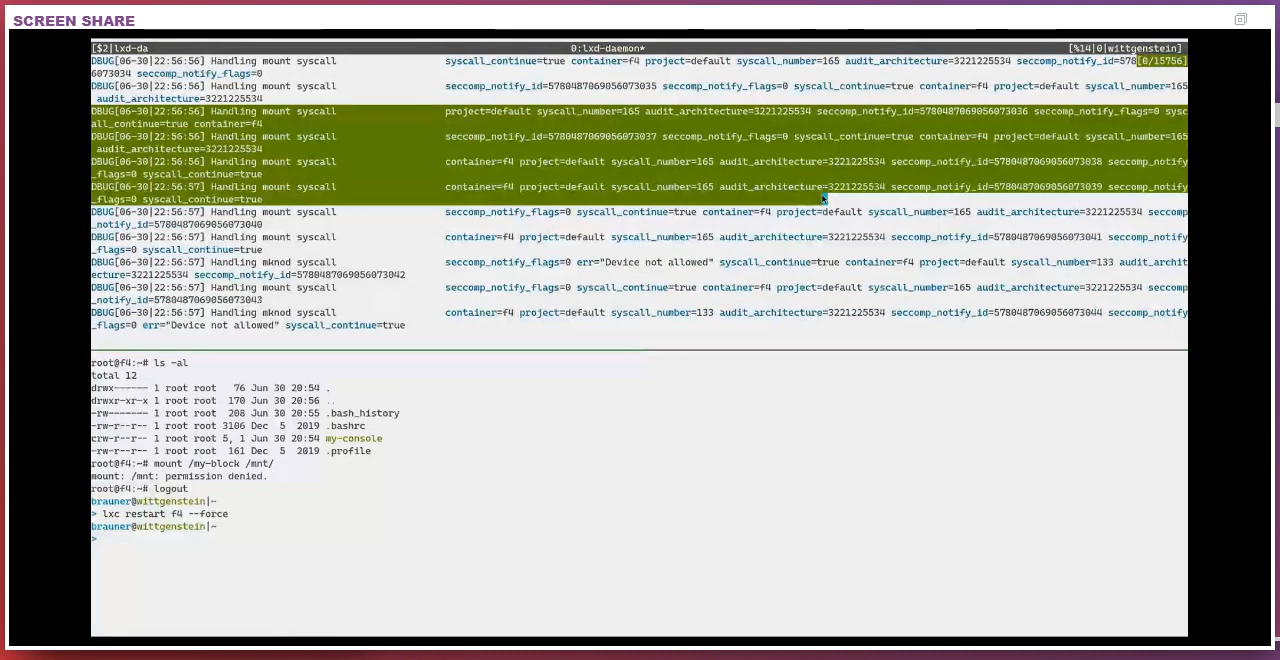 SCREEN SHARE
[$2|lxd-da 0:lxd-daemon* [%14|0|wittgenstein]
DBUG[06-30|22:56:56] Handling mount syscall syscall_continue=true container=f4 project=default syscall_number=165 audit_architecture=3221225534 seccomp_notify_id=578[0/15756]
6073034 seccomp_notify_flags=0
DBUG[06-30|22:56:56] Handling mount syscall seccomp_notify_id=5780487069056073035 seccomp_notify_flags=0 syscall_continue=true container=f4 project=default syscall_number=165
audit_architecture=3221225534
DBUG[06-30|22:56:56] Handling mount syscall project=default syscall_number=165 audit_architecture=3221225534 seccomp_notify_id=5780487069056073036 seccomp_notify_flags=0 sysc
all_continue=true container=f4
DBUG[06-30|22:56:56] Handling mount syscall seccomp_notify_id=5780487069056073037 seccomp_notify_flags=0 syscall_continue=true container=f4 project=default syscall_number=165
audit_architecture=3221225534
DBUG[06-30|22:56:56] Handling mount syscall container=f4 project=default syscall_number=165 audit_architecture=3221225534 seccomp_notify_id=5780487069056073038 seccomp_notify
_flags=0 syscall_continue=true
DBUG[06-30|22:56:57] Handling mount syscall container=f4 project=default syscall_number=165 audit_architecture=3221225534 seccomp_notify_id=5780487069056073039 seccomp_notify
_flags=0 syscall_continue=true
DBUG[06-30|22:56:57] Handling mount syscall seccomp_notify_flags=0 syscall_continue=true container=f4 project=default syscall_number=165 audit_architecture=3221225534 seccomp
_notify_id=5780487069056073040
DBUG[06-30|22:56:57] Handling mount syscall container=f4 project=default syscall_number=165 audit_architecture=3221225534 seccomp_notify_id=5780487069056073041 seccomp_notify
_flags=0 syscall_continue=true
DBUG[06-30|22:56:57] Handling mknod syscall seccomp_notify_flags=0 err="Device not allowed" syscall_continue=true container=f4 project=default syscall_number=133 audit_archit
ecture=3221225534 seccomp_notify_id=5780487069056073042
DBUG[06-30|22:56:57] Handling mount syscall seccomp_notify_flags=0 syscall_continue=true container=f4 project=default syscall_number=165 audit_architecture=3221225534 seccomp
_notify_id=5780487069056073043
DBUG[06-30|22:56:57] Handling mknod syscall container=f4 project=default syscall_number=133 audit_architecture=3221225534 seccomp_notify_id=5780487069056073044 seccomp_notify
_flags=0 err="Device not allowed" syscall_continue=true
root@f4:~# ls -al
total 12
drwx------ 1 root root 76 Jun 30 20:54 .
drwxr-xr-x 1 root root 170 Jun 30 20:56 ..
-rw------- 1 root root 208 Jun 30 20:55 .bash_history
-rw-r--r-- 1 root root 3106 Dec 5 2019 .bashrc
crw-r--r-- 1 root root 5, 1 Jun 30 20:54 my-console
-rw-r--r-- 1 root root 161 Dec 5 2019 .profile
root@f4:~# mount /my-block /mnt/
mount: /mnt: permission denied.
root@f4:~# logout
brauner@wittgenstein|~
> lxc restart f4 --force
brauner@wittgenstein|~
>